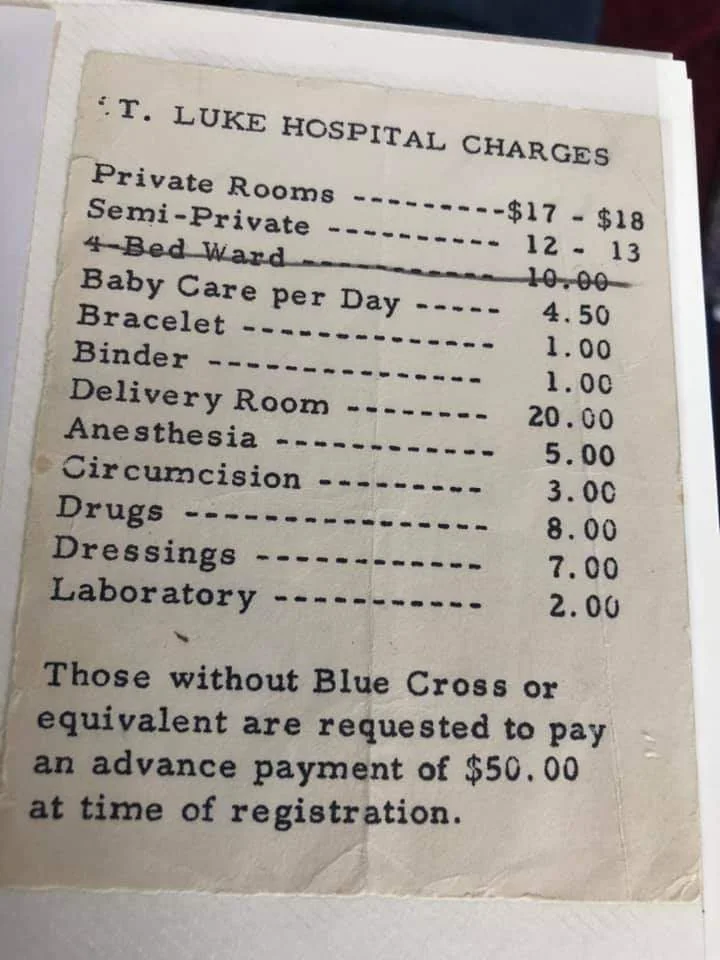 ST. LUKE HOSPITAL CHARGES
Private Rooms ---------$17 - $18
Semi-Private ---------- 12 - 13
4-Bed Ward ------------ 10.00
Baby Care per Day ----- 4.50
Bracelet -------------- 1.00
Binder --------------- 1.00
Delivery Room -------- 20.00
Anesthesia ------------ 5.00
Circumcision --------- 3.00
Drugs ----------------- 8.00
Dressings ------------ 7.00
Laboratory ----------- 2.00
Those without Blue Cross or
equivalent are requested to pay
an advance payment of $50.00
at time of registration.